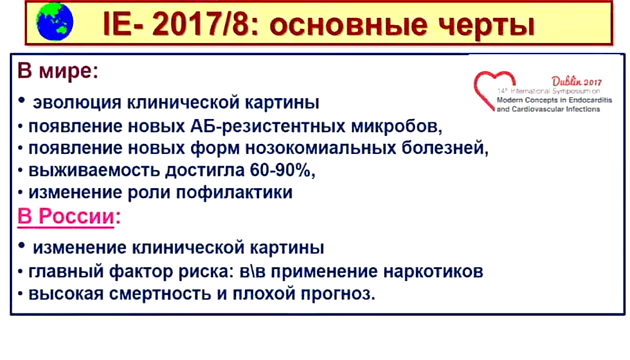 IE- 2017/8: основные черты
В мире:
• эволюция клинической картины
• появление новых АБ-резистентных микробов,
• появление новых форм нозокомиальных болезней,
• выживаемость достигла 60-90%,
• изменение роли пофилактики
Dublin 2017
14th International Symposium on
Modern Concepts in Endocarditis
and Cardiovascular Infections
В России:
• изменение клинической картины
• главный фактор риска: в\в применение наркотиков
• высокая смертность и плохой прогноз.